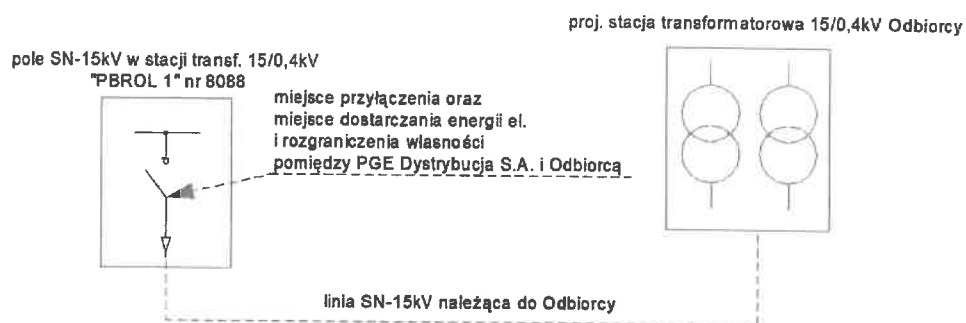 proj. stacja transformatorowa 15/0,4kV Odbiorcy
pole SN-15kV w stacji transf. 15/0,4kV
"PBROL 1" nr 8088
miejsce przyłączenia oraz
miejsce dostarczania energii el.
i rozgraniczenia własności
pomiędzy PGE Dystrybucja S.A. i Odbiorcą
linia SN-15kV należąca do Odbiorcy